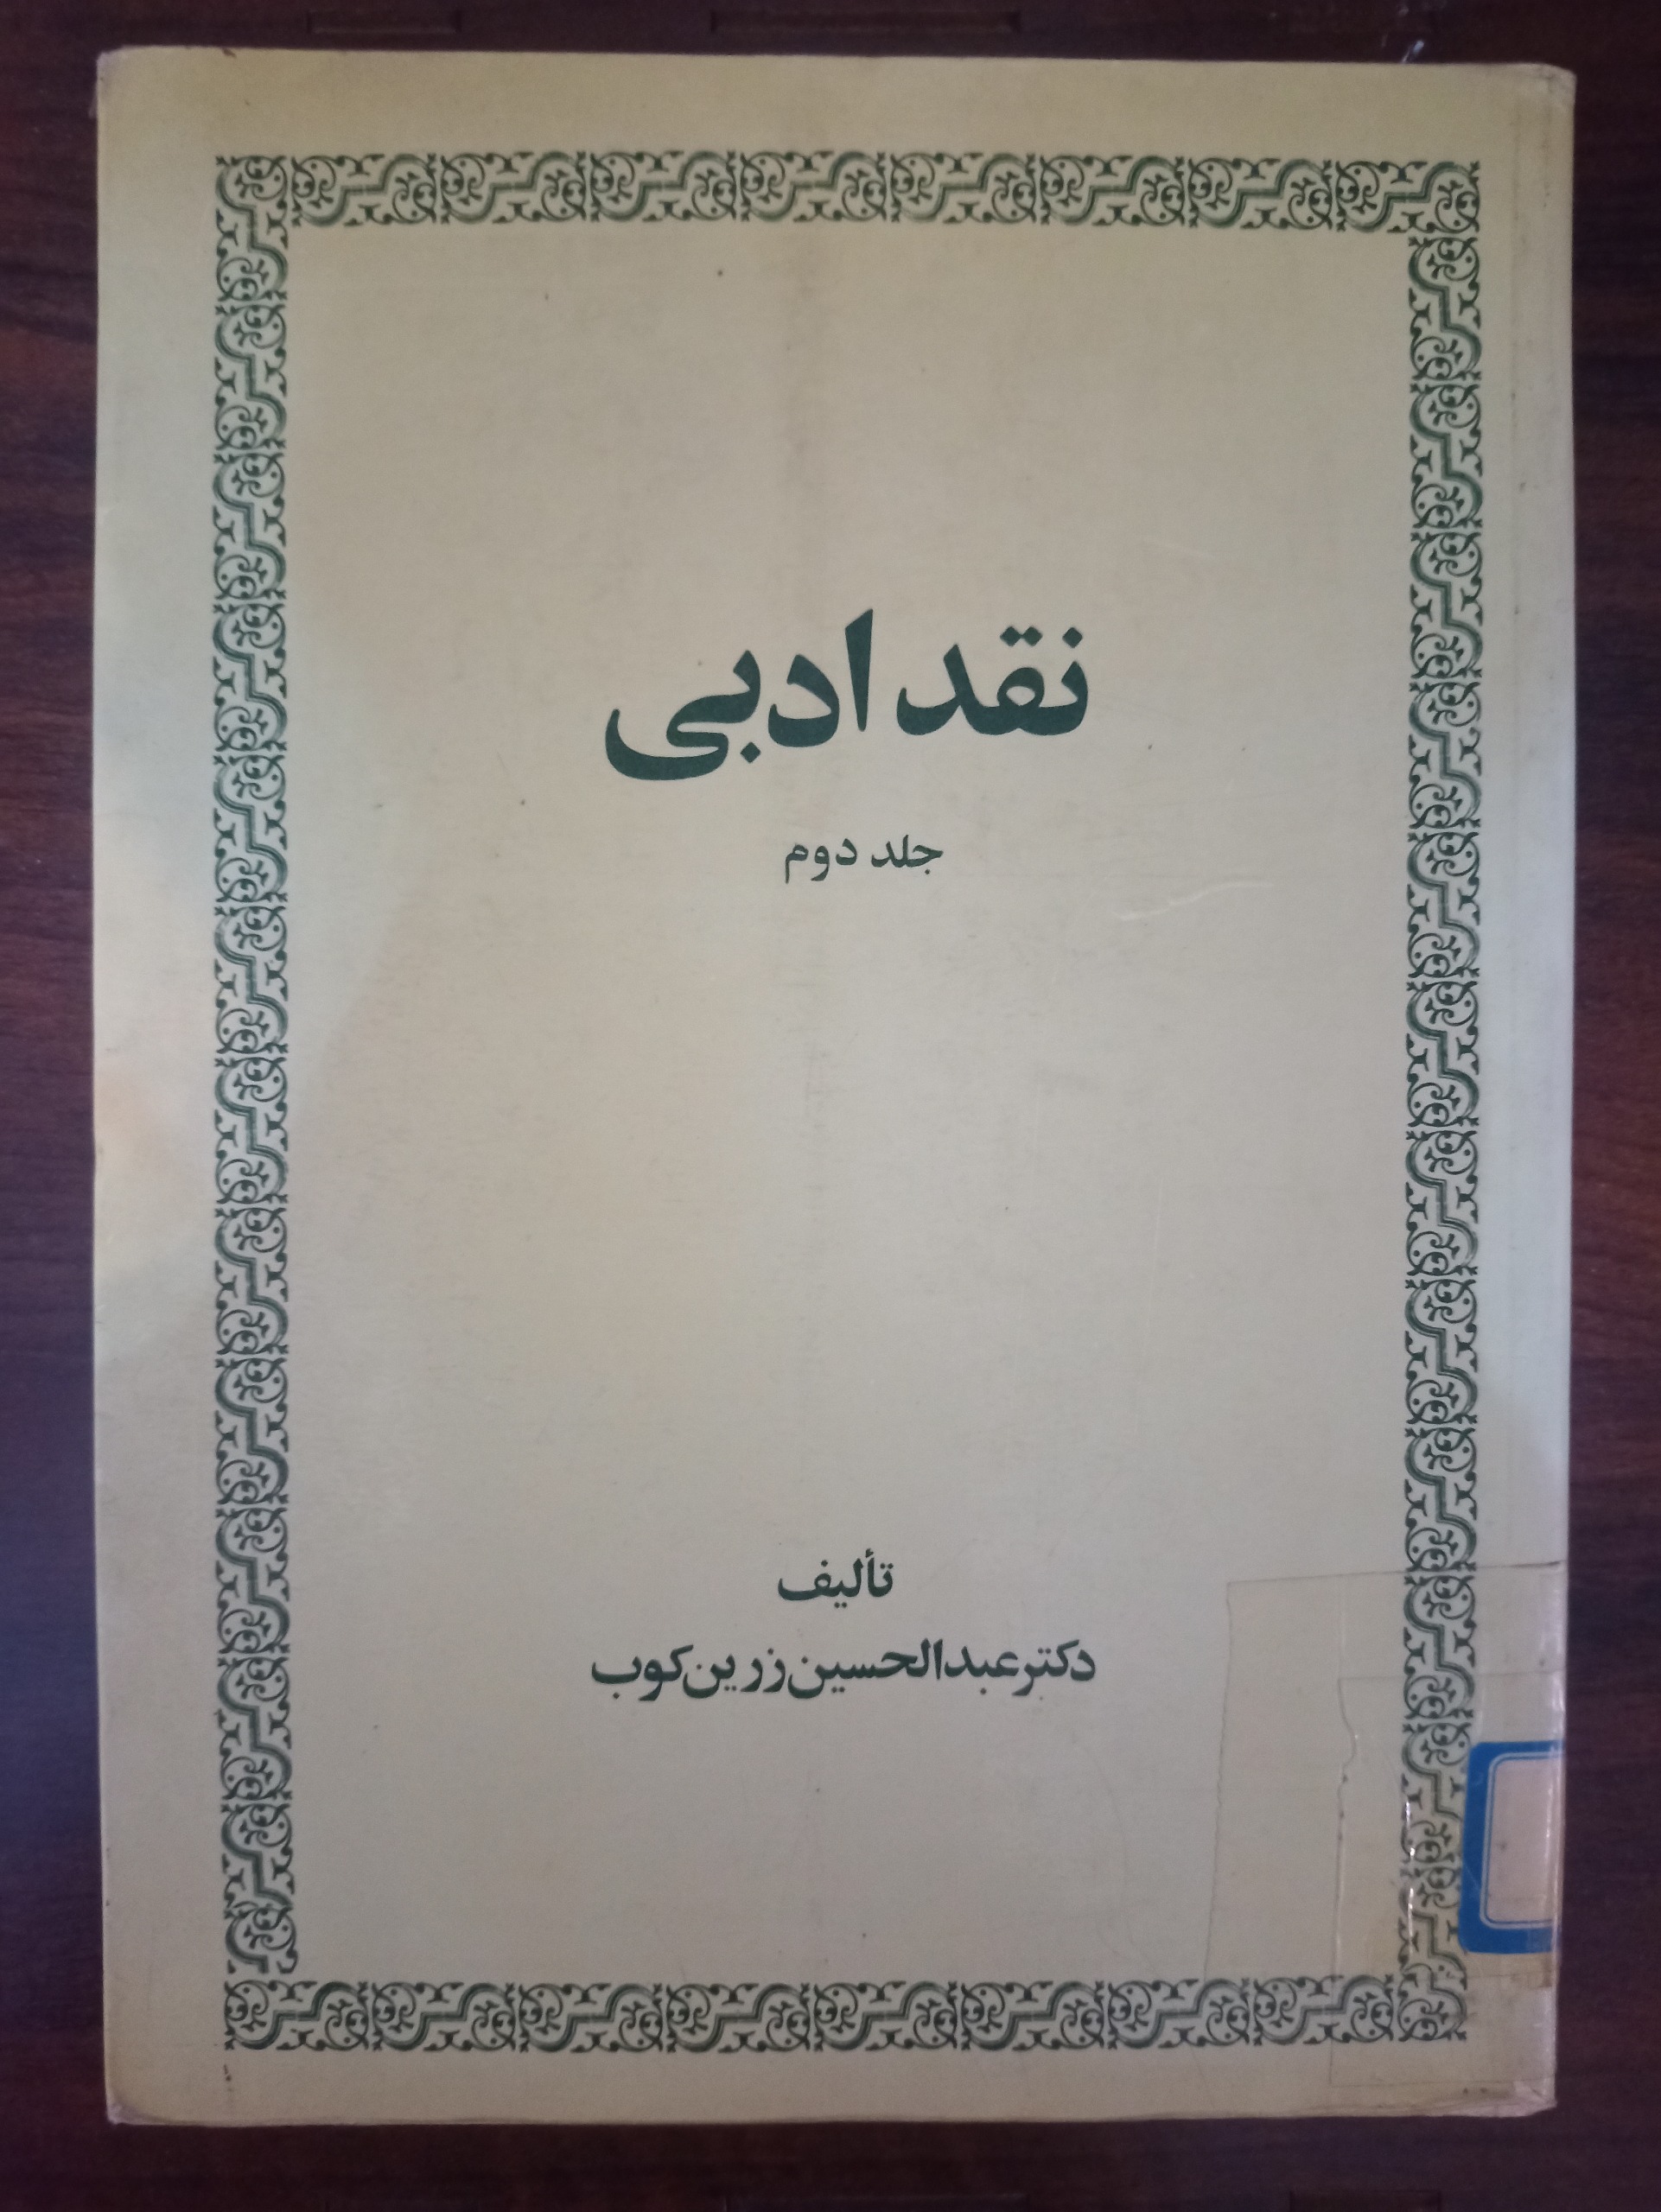 نقد ادبی
جلد دوم
تألیف
دکتر عبدالحسین زرین‌کوب